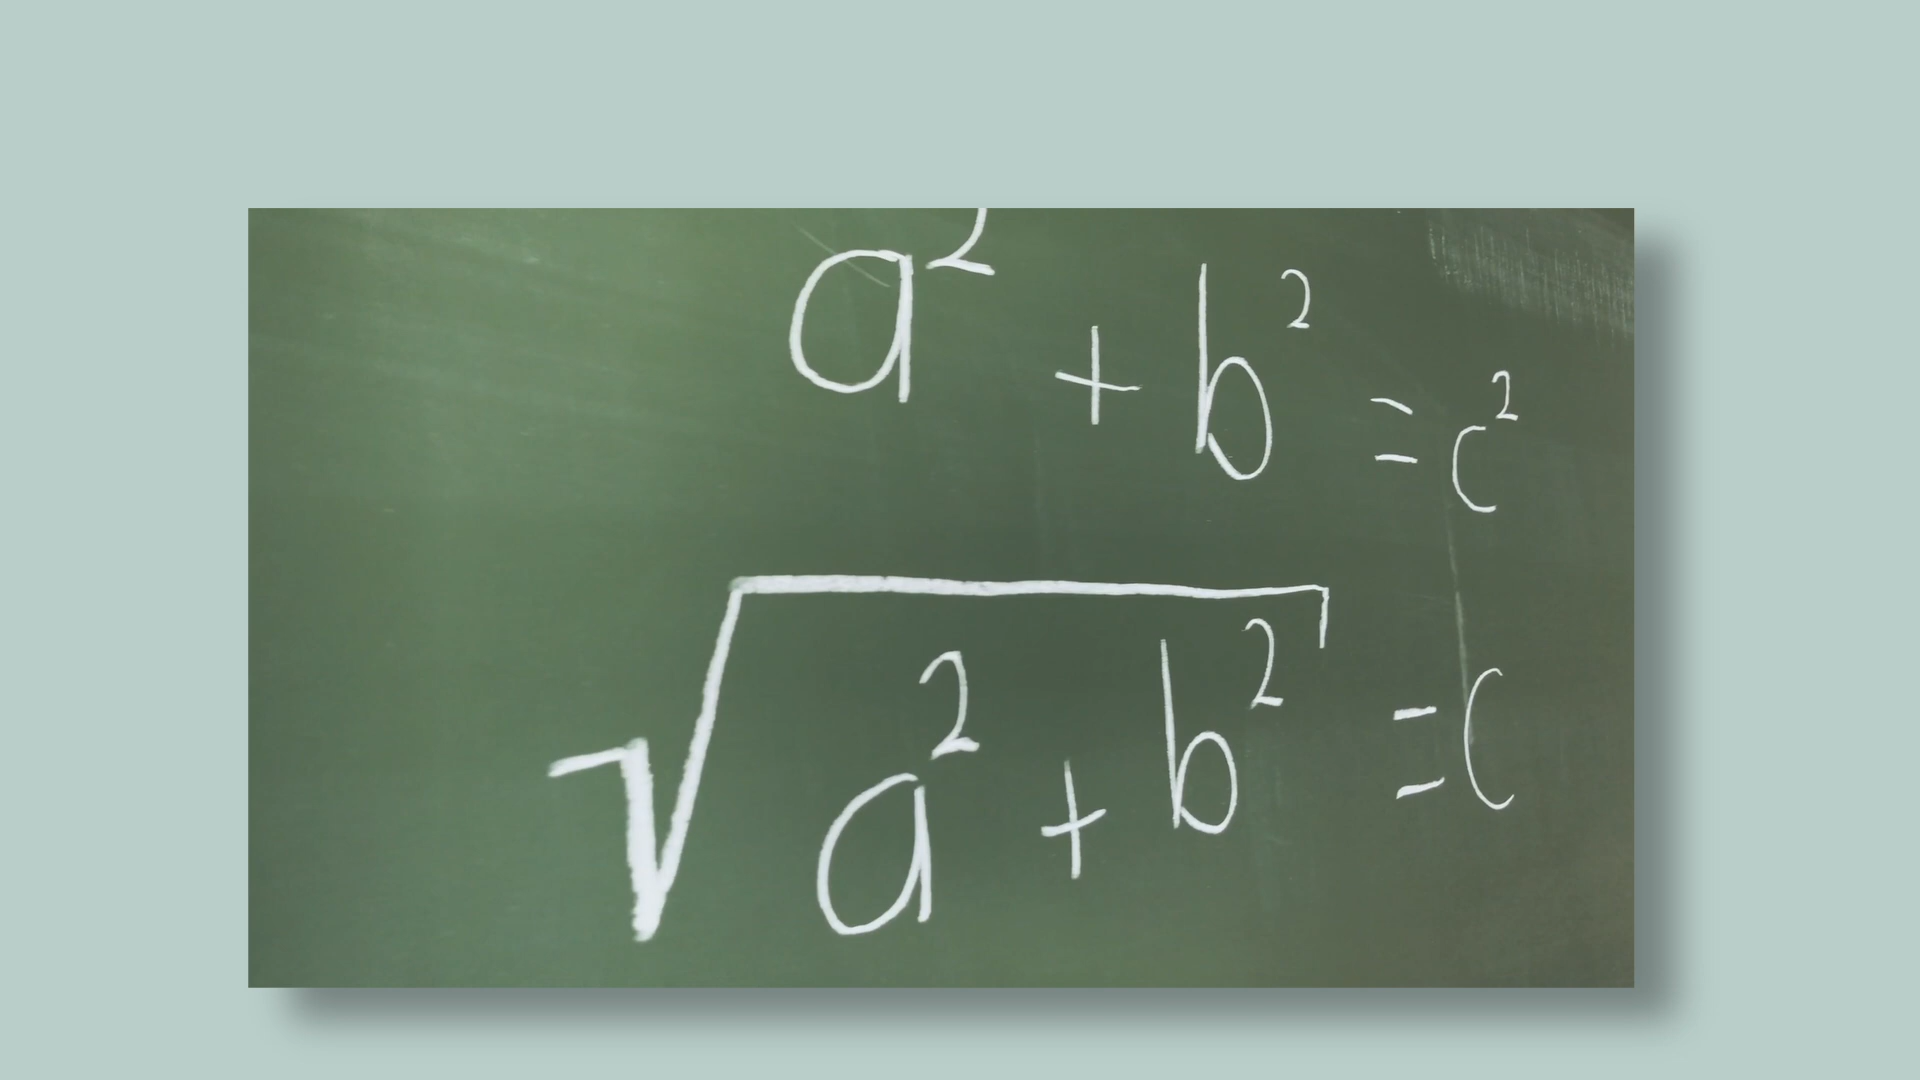 a² + b² = c²
√(a² + b²) = c